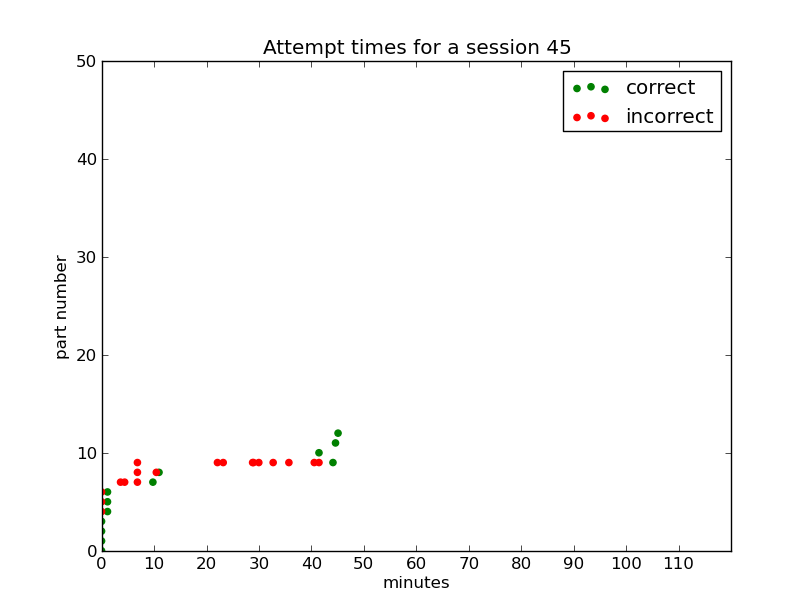 Attempt times for a session 45
correct
incorrect
50
40
30
20
10
0
part number
0 10 20 30 40 50 60 70 80 90 100 110
minutes